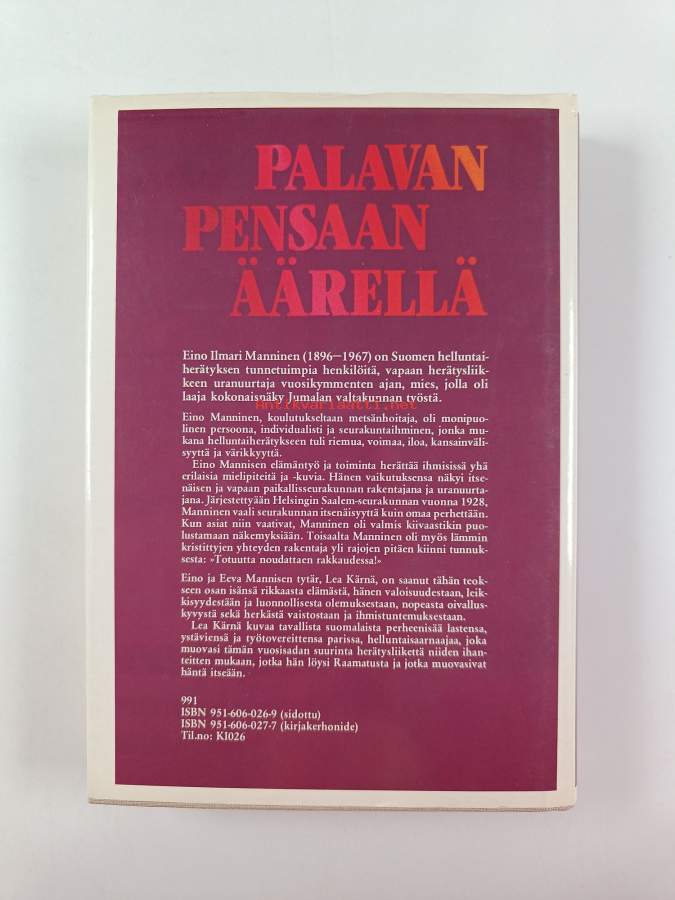 PALAVAN
PENSAAN
ÄÄRELLÄ
Eino Ilmari Manninen (1896—1967) on Suomen helluntai-
herätyksen tunnetuimpia henkilöitä, vapaan herätysliik-
keen uranuurtaja vuosikymmenten ajan, mies, jolla oli
laaja kokonaisnäky Jumalan valtakunnan työstä.
Antikvariaatti.net
Eino Manninen, koulutukseltaan metsänhoitaja, oli monipuo-
linen persoona, individualisti ja seurakuntaihminen, jonka mu-
kana helluntaiherätykseen tuli riemua, voimaa, iloa, kansainväli-
syyttä ja värikkyyttä.
Eino Mannisen elämäntyö ja toiminta herättää ihmisissä yhä
erilaisia mielipiteitä ja -kuvia. Hänen vaikutuksensa näkyi itse-
näisen ja vapaan paikallisseurakunnan rakentajana ja uranuurta-
jana. Järjestettyään Helsingin Saalem-seurakunnan vuonna 1928,
Manninen vaali seurakunnan itsenäisyyttä kuin omaa perhettään.
Kun asiat niin vaativat, Manninen oli valmis kiivaastikin puo-
lustamaan näkemyksiään. Toisaalta Manninen oli myös lämmin
kristittyjen yhteyden rakentaja yli rajojen pitäen kiinni tunnuk-
sesta: »Totuutta noudattaen rakkaudessa!»
Eino ja Eeva Mannisen tytär, Lea Kärnä, on saanut tähän teok-
seen osan isänsä rikkaasta elämästä, hänen valoisuudestaan, leik-
kisyydestään ja luonnollisesta olemuksestaan, nopeasta oivallus-
kyvystä sekä herkästä vaistostaan ja ihmistuntemuksestaan.
Lea Kärnä kuvaa tavallista suomalaista perheenisää lastensa,
ystäviensä ja työtovereittensa parissa, helluntaisaarnaajaa, joka
muovasi tämän vuosisadan suurinta herätysliikettä niiden ihan-
teitten mukaan, jotka hän löysi Raamatusta ja jotka muovasivat
häntä itseään.
991
ISBN 951-606-026-9 (sidottu)
ISBN 951-606-027-7 (kirjakerhonide)
Til.no: KI026